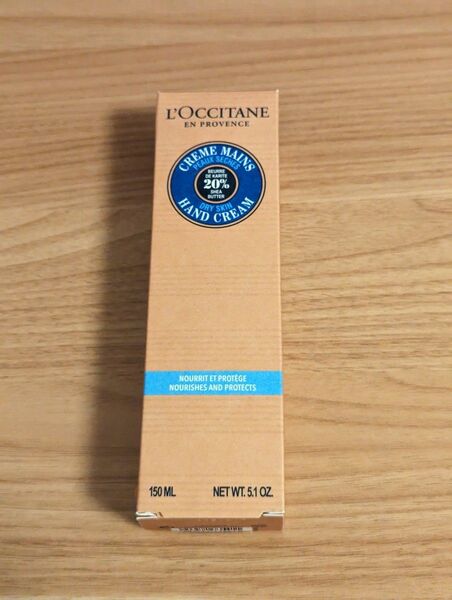 L'OCCITANE
EN PROVENCE
CREME MAINS
PEAUX SECHES
BEURRE
DE KARITE
20%
SHEA
BUTTER
DRY SKIN
HAND CREAM
NOURRIT ET PROTÈGE
NOURISHES AND PROTECTS
150 ML NET WT. 5.1 OZ.